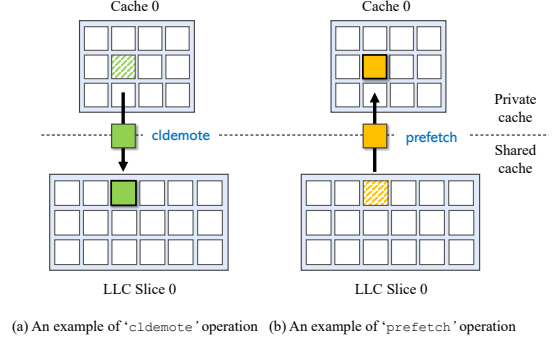 Cache 0
Cache 0
cldemote
prefetch
Private
cache
Shared
cache
LLC Slice 0
LLC Slice 0
(a) An example of ‘cldemote’ operation
(b) An example of ‘prefetch’ operation